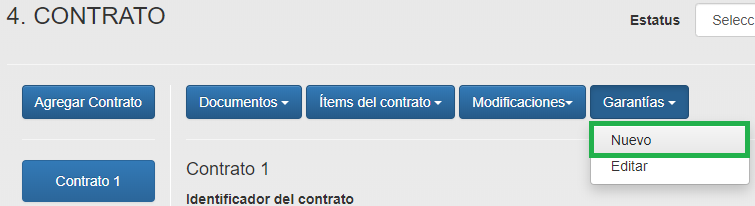 4. CONTRATO
Estatus
Selecc
Agregar Contrato
Documentos
Ítems del contrato
Modificaciones
Garantías
Nuevo
Editar
Contrato 1
Contrato 1
Identificador del contrato